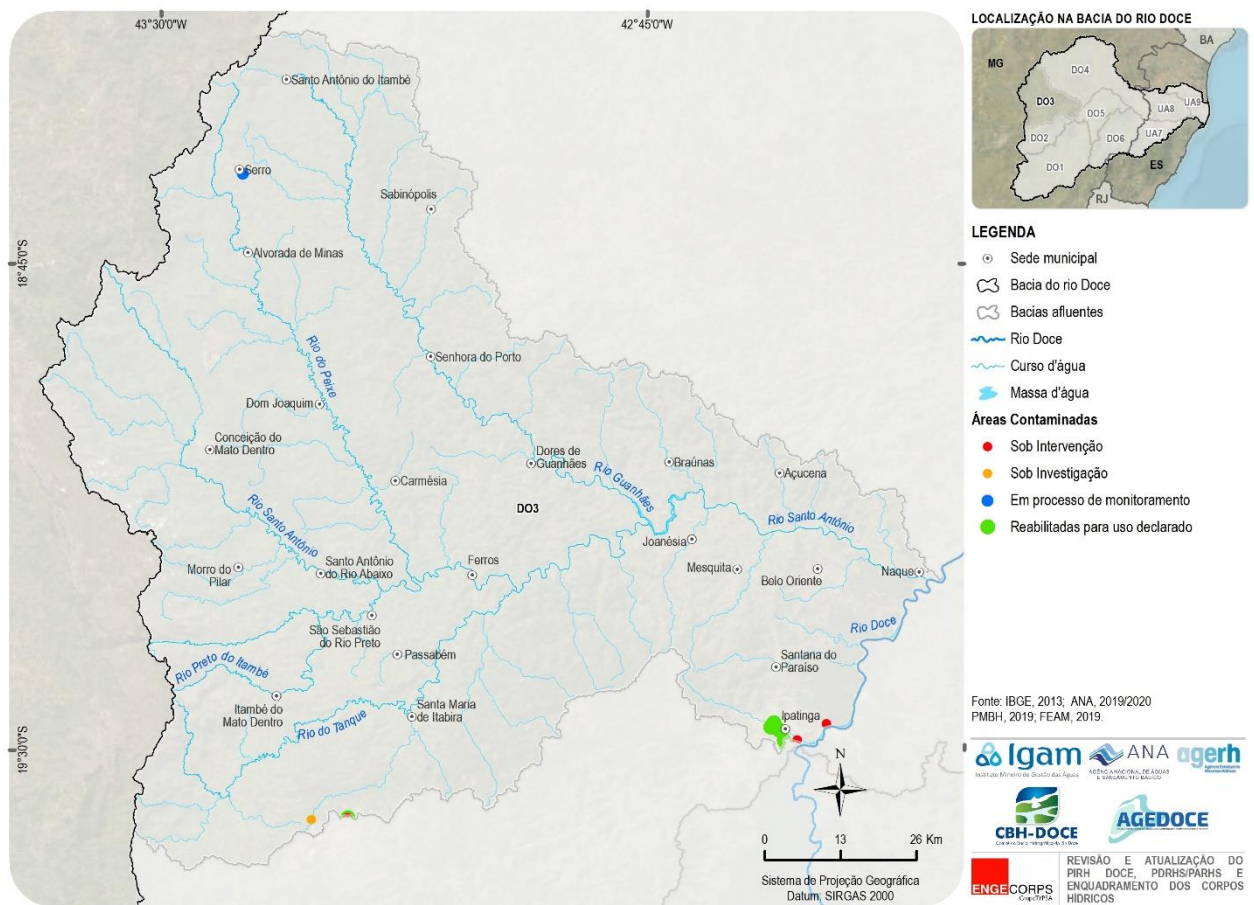 43°30'0"W
42°45'0"W
18°45'0"S
19°30'0"S
Santo Antônio do Itambé
Serro
Sabinópolis
Alvorada de Minas
Rio do Peixe
Senhora do Porto
Dom Joaquim
Conceição do
Mato Dentro
Dores de
Guanhães
Braúnas
Açucena
Carmésia
Rio Guanhães
DO3
Rio Santo Antônio
Rio Santo Antônio
Joanésia
Morro do
Pilar
Santo Antônio
do Rio Abaixo
Ferros
Mesquita
Belo Oriente
Naque
São Sebastião
do Rio Preto
Rio Doce
Passabém
Santana do
Paraíso
Rio Preto do Itambé
Itambé do
Mato Dentro
Santa Maria
de Itabira
Rio do Tanque
Ipatinga
N
0 13 26 Km
Sistema de Projeção Geográfica
Datum: SIRGAS 2000
LOCALIZAÇÃO NA BACIA DO RIO DOCE
BA
MG
DO4
DO3
DO5
UA8
UA9
DO2
DO6
UA7
DO1
ES
RJ
LEGENDA
Sede municipal
Bacia do rio Doce
Bacias afluentes
Rio Doce
Curso d'água
Massa d'água
Áreas Contaminadas
Sob Intervenção
Sob Investigação
Em processo de monitoramento
Reabilitadas para uso declarado
Fonte: IBGE, 2013; ANA, 2019/2020
PMBH, 2019; FEAM, 2019.
Igam
Instituto Mineiro de Gestão das Águas
ANA
AGÊNCIA NACIONAL DE ÁGUAS
E SANEAMENTO BÁSICO
agerh
CBH-DOCE
AGEDOCE
ENGECORPS
REVISÃO E ATUALIZAÇÃO DO
PIRH DOCE, PDRHS/PARHS E
ENQUADRAMENTO DOS CORPOS
HÍDRICOS